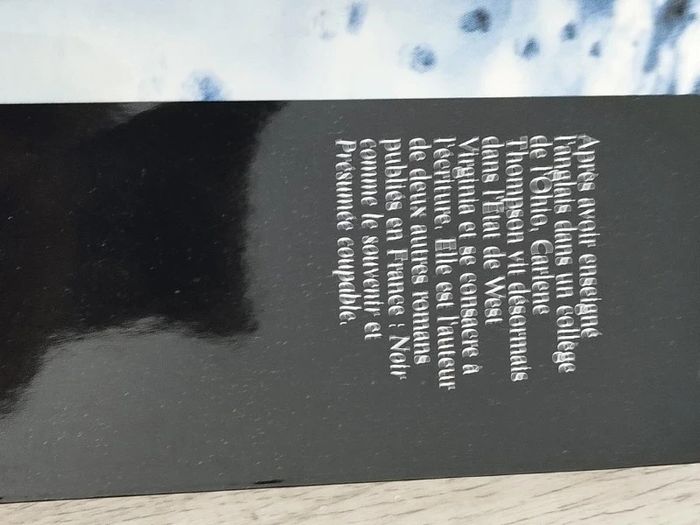 Après avoir enseigné
l'anglais dans un collège
de l'Ohio, Carlene
Thompson vit désormais
dans l'État de West
Virginia et se consacre à
l'écriture. Elle est l'auteur
de deux autres romans
publiés en France : Noir
comme le souvenir et
Présumée coupable.